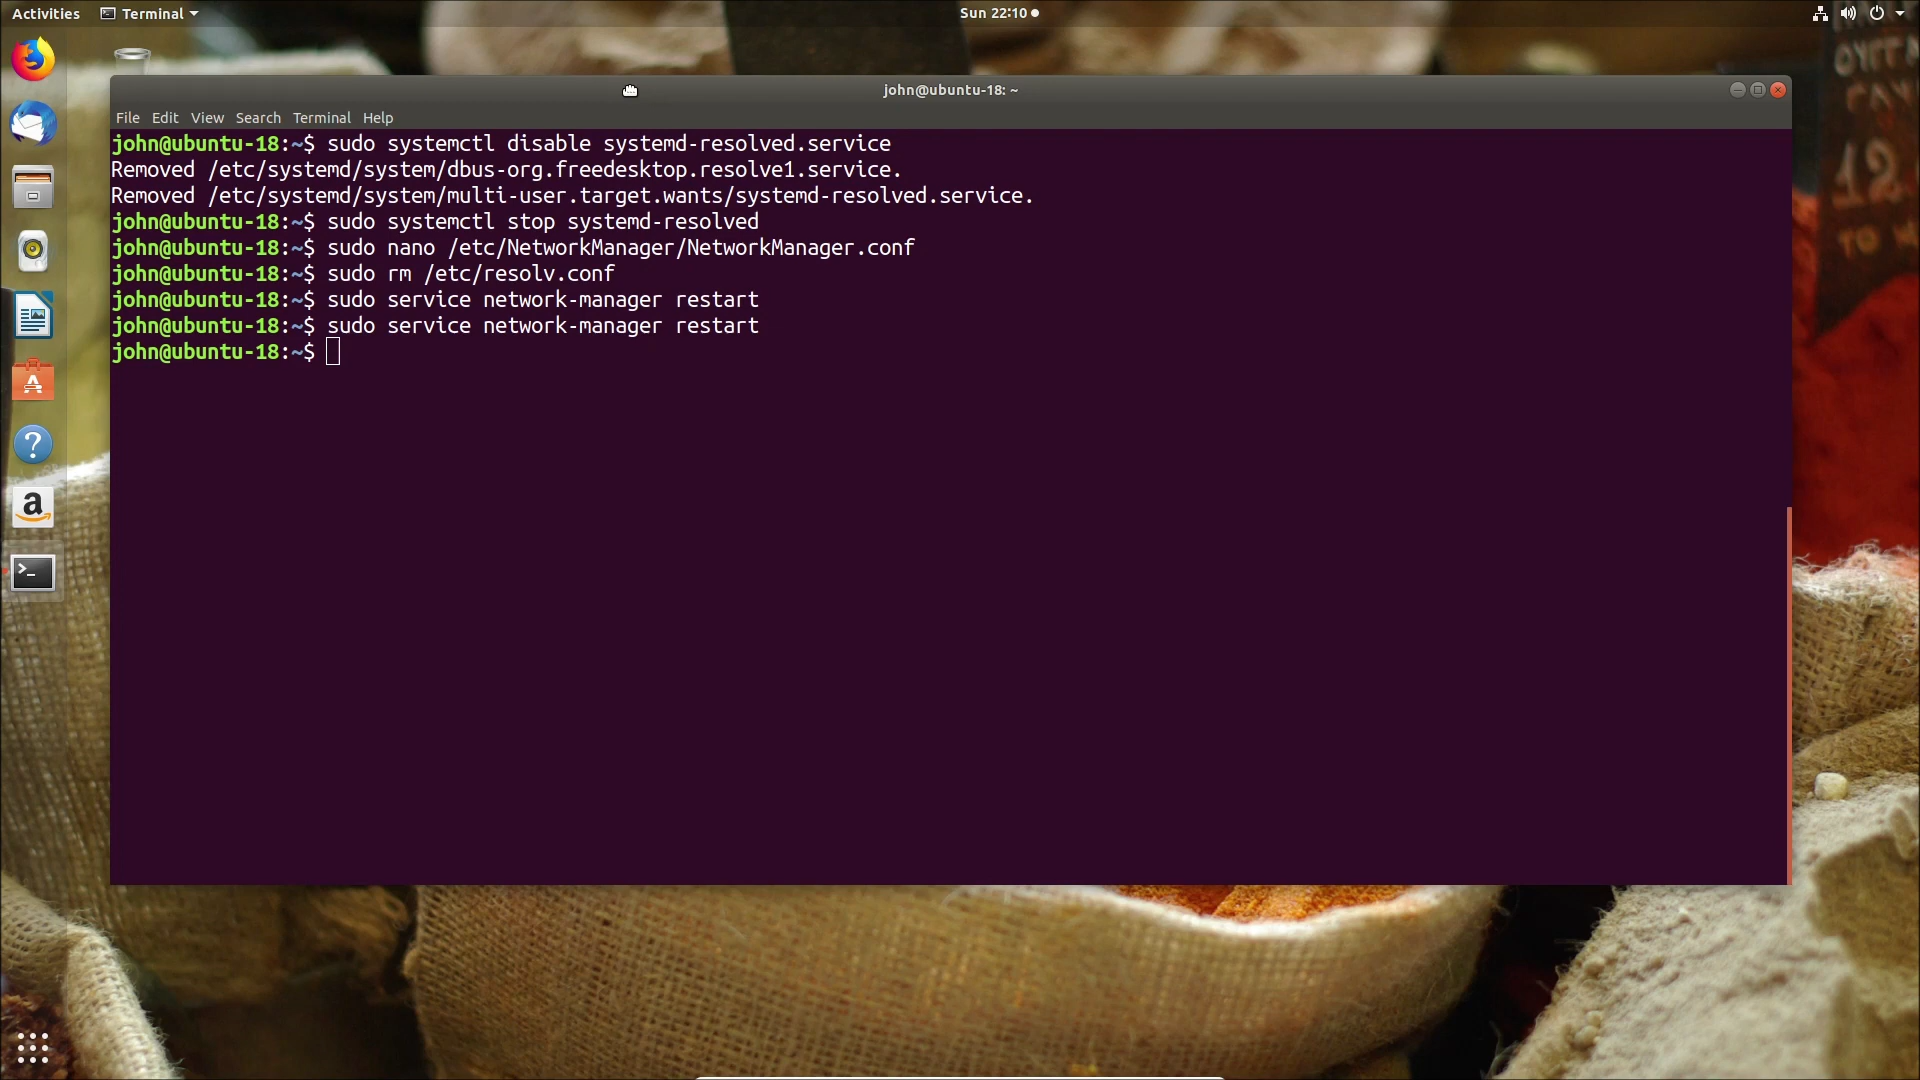 Activities Terminal Sun 22:10
john@ubuntu-18: ~
File Edit View Search Terminal Help
john@ubuntu-18:~$ sudo systemctl disable systemd-resolved.service
Removed /etc/systemd/system/dbus-org.freedesktop.resolve1.service.
Removed /etc/systemd/system/multi-user.target.wants/systemd-resolved.service.
john@ubuntu-18:~$ sudo systemctl stop systemd-resolved
john@ubuntu-18:~$ sudo nano /etc/NetworkManager/NetworkManager.conf
john@ubuntu-18:~$ sudo rm /etc/resolv.conf
john@ubuntu-18:~$ sudo service network-manager restart
john@ubuntu-18:~$ sudo service network-manager restart
john@ubuntu-18:~$